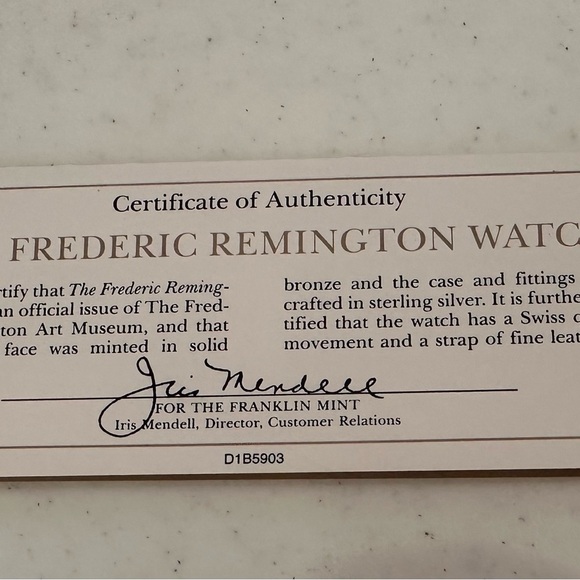 Certificate of Authenticity
FREDERIC REMINGTON WATC
rtify that The Frederic Reming-
an official issue of The Fred-
ton Art Museum, and that
face was minted in solid
bronze and the case and fittings
crafted in sterling silver. It is furthe
tified that the watch has a Swiss
movement and a strap of fine leat
Iris Mendell
FOR THE FRANKLIN MINT
Iris Mendell, Director, Customer Relations
D1B5903